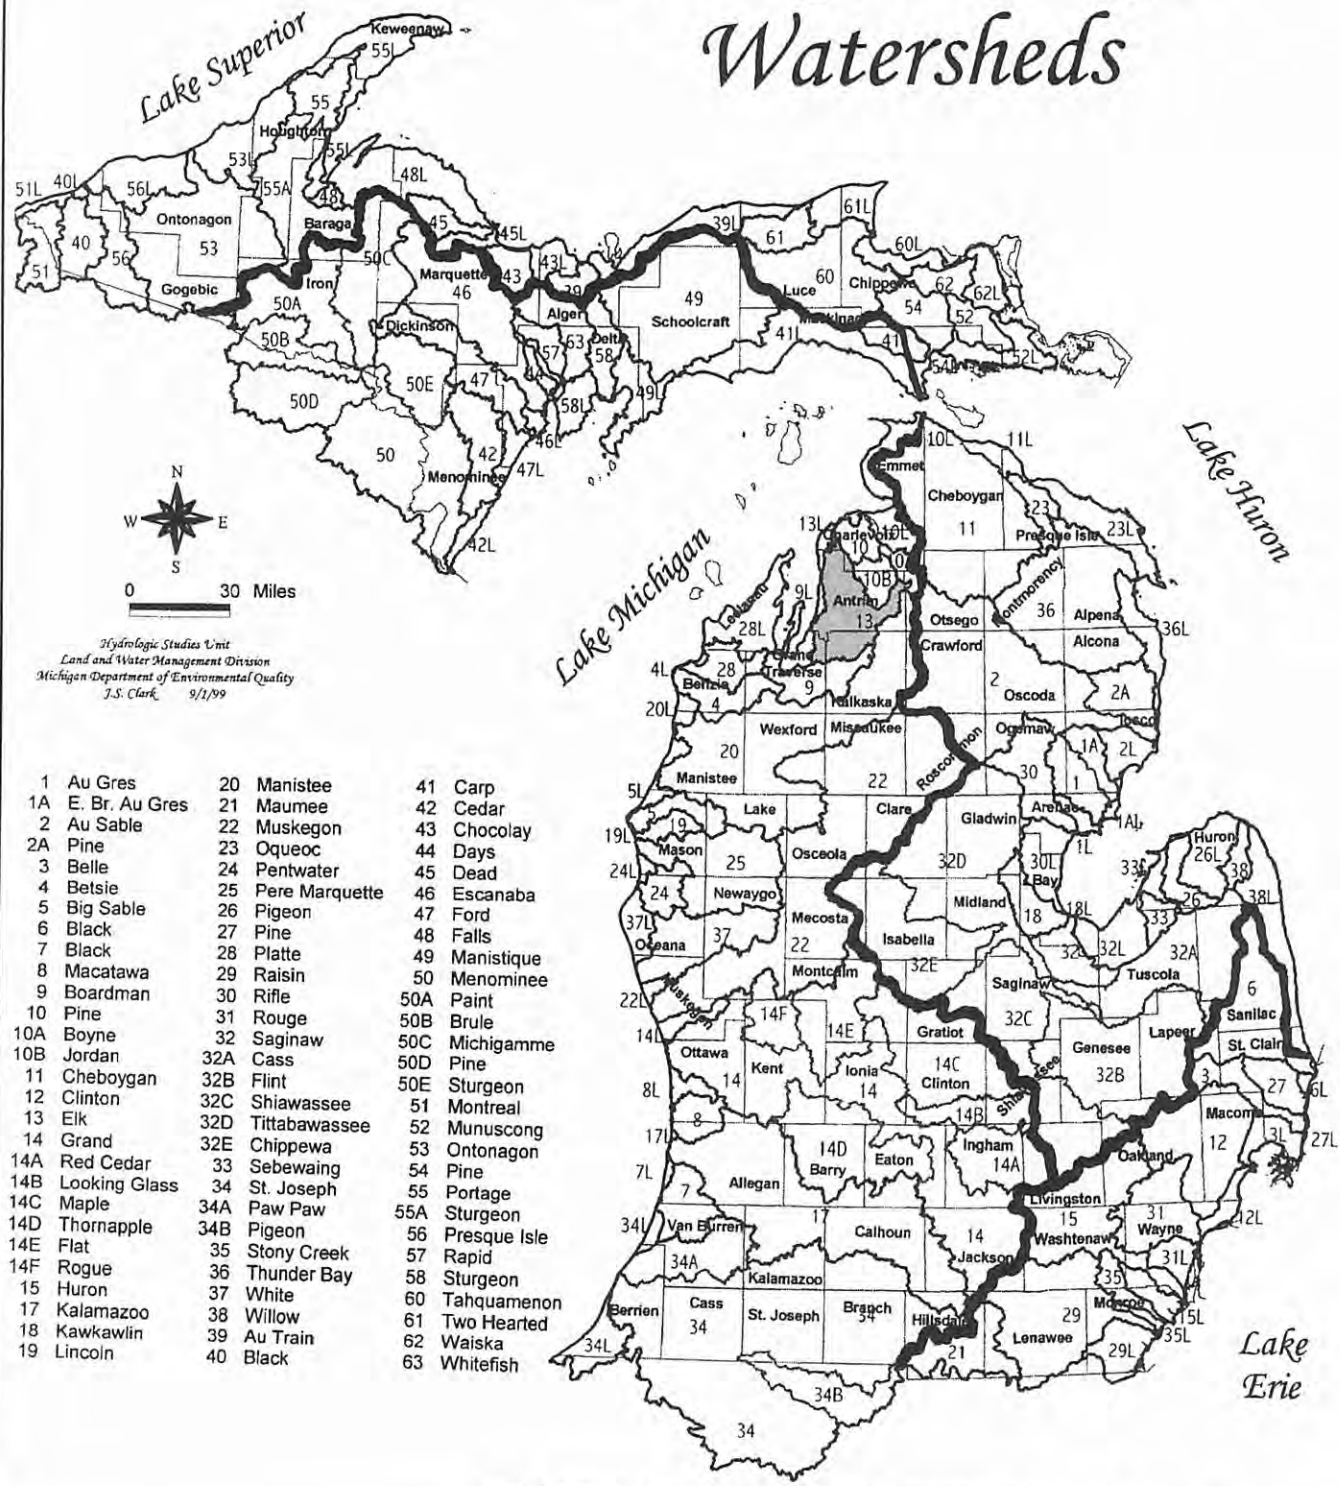 Watersheds
Lake Superior
Keweenaw
55L
55
Houghton
55L
53L
55A
48L
48
51L
40L
56L
Ontonagon
53
Baraga
45
45L
40
56
51
Gogebic
50C
Iron
50A
Marquette
46
43
43L
39
Alger
39L
61
61L
60L
60
Luce
Chippewa
62
62L
54
52
52L
54L
Mackinac
41
41L
49
Schoolcraft
50B
Dickinson
57
63
Delta
58
44
50E
47
49L
50D
58L
46L
50
42
Menominee
47L
42L
N
W
E
S
0 30 Miles
Hydrologic Studies Unit
Land and Water Management Division
Michigan Department of Environmental Quality
J.S. Clark 9/1/99
Lake Michigan
Lake Huron
Emmet
10L
11L
Cheboygan
11
23
Presque Isle
23L
13L
Charlevoix
10L
10
10B
Antrim
13
9L
Leelanau
28L
Otsego
Montmorency
36
Alpena
Crawford
Alcona
36L
Grand
Traverse
9
4L
28
Benzie
4
20L
Kalkaska
2
Oscoda
2A
Wexford
Missaukee
Ogemaw
Iosco
20
Manistee
22
Roscommon
30
1A
1
2L
5L
Lake
Clare
Gladwin
Arenac
1AL
5
19
19L
Mason
25
Osceola
32D
30L
Bay
1L
Huron
26L
38
33L
24L
24
Newaygo
Mecosta
22
Midland
18
18L
33
26
38L
37L
Oceana
37
Isabella
32E
32
32L
32A
Tuscola
Montcalm
Saginaw
6
Sanilac
22L
Muskegon
14F
14E
Gratiot
32C
Lapeer
14L
Ottawa
14
Kent
Ionia
14
14C
Clinton
Shiawassee
Genesee
32B
St. Clair
3
27
6L
8L
8
14B
Macomb
12
3L
27L
17L
14D
Barry
Eaton
Ingham
14A
Oakland
7L
7
Allegan
Livingston
34L
Van Buren
17
Calhoun
14
Jackson
15
Washtenaw
31
Wayne
12L
31L
34A
Kalamazoo
35
Berrien
Cass
34
St. Joseph
Branch
34
Hillsdale
29
Lenawee
Monroe
15L
35L
29L
34L
21
34B
34
Lake
Erie
1 Au Gres
1A E. Br. Au Gres
2 Au Sable
2A Pine
3 Belle
4 Betsie
5 Big Sable
6 Black
7 Black
8 Macatawa
9 Boardman
10 Pine
10A Boyne
10B Jordan
11 Cheboygan
12 Clinton
13 Elk
14 Grand
14A Red Cedar
14B Looking Glass
14C Maple
14D Thornapple
14E Flat
14F Rogue
15 Huron
17 Kalamazoo
18 Kawkawlin
19 Lincoln
20 Manistee
21 Maumee
22 Muskegon
23 Oqueoc
24 Pentwater
25 Pere Marquette
26 Pigeon
27 Pine
28 Platte
29 Raisin
30 Rifle
31 Rouge
32 Saginaw
32A Cass
32B Flint
32C Shiawassee
32D Tittabawassee
32E Chippewa
33 Sebewaing
34 St. Joseph
34A Paw Paw
34B Pigeon
35 Stony Creek
36 Thunder Bay
37 White
38 Willow
39 Au Train
40 Black
41 Carp
42 Cedar
43 Chocolay
44 Days
45 Dead
46 Escanaba
47 Ford
48 Falls
49 Manistique
50 Menominee
50A Paint
50B Brule
50C Michigamme
50D Pine
50E Sturgeon
51 Montreal
52 Munuscong
53 Ontonagon
54 Pine
55 Portage
55A Sturgeon
56 Presque Isle
57 Rapid
58 Sturgeon
60 Tahquamenon
61 Two Hearted
62 Waiska
63 Whitefish